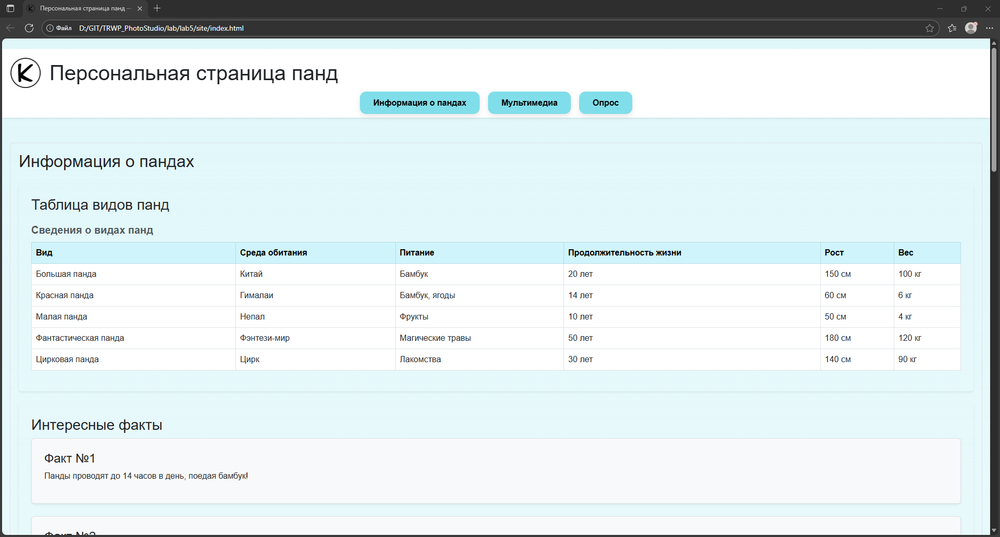 Персональная страница панд —
Файл D:/GIT/TRWP_PhotoStudio/lab/lab5/site/index.html
K Персональная страница панд
Информация о пандах Мультимедиа Опрос
Информация о пандах
Таблица видов панд
Сведения о видах панд
Вид Среда обитания Питание Продолжительность жизни Рост Вес
Большая панда Китай Бамбук 20 лет 150 см 100 кг
Красная панда Гималаи Бамбук, ягоды 14 лет 60 см 6 кг
Малая панда Непал Фрукты 10 лет 50 см 4 кг
Фантастическая панда Фэнтези-мир Магические травы 50 лет 180 см 120 кг
Цирковая панда Цирк Лакомства 30 лет 140 см 90 кг
Интересные факты
Факт №1
Панды проводят до 14 часов в день, поедая бамбук!
Факт №2